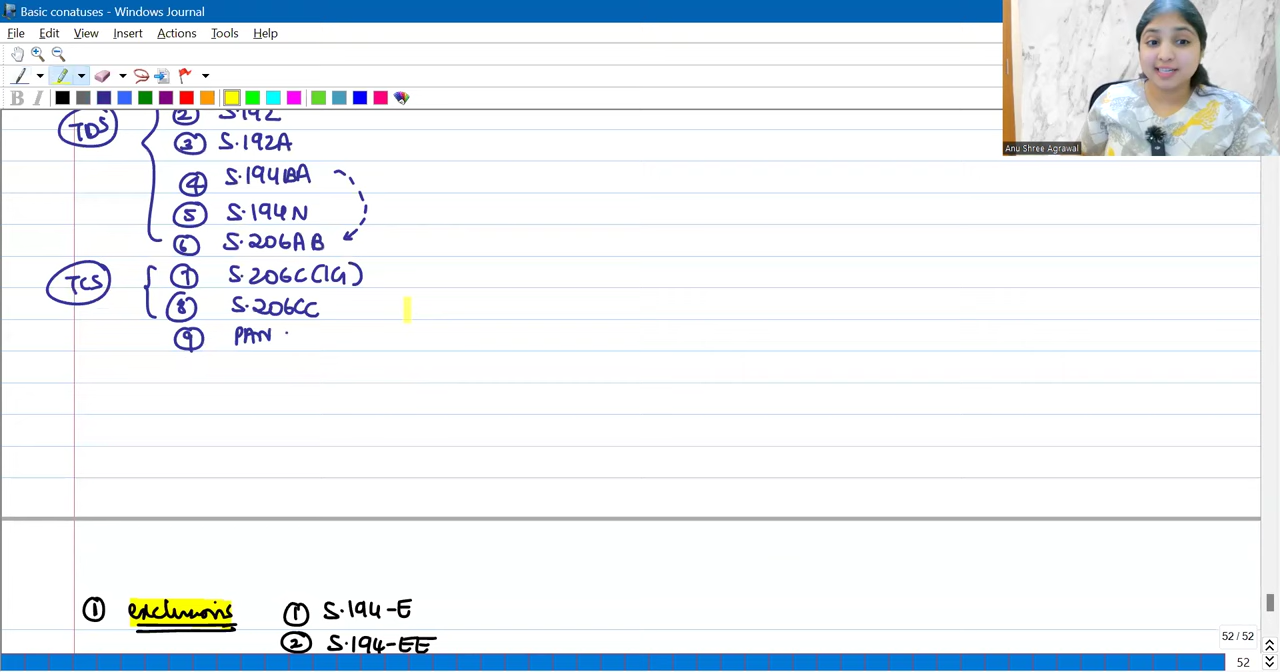 Basic conatuses - Windows Journal
File Edit View Insert Actions Tools Help
B I
Anu Shree Agrawal
TDS
② S.192
③ S.192A
④ S.194BA
⑤ S.194N
⑥ S.206AB
TCS
⑦ S.206C(1G)
⑧ S.206CC
⑨ PAN
① exclusions ① S.194-E
② S.194-EE
52 / 52
52